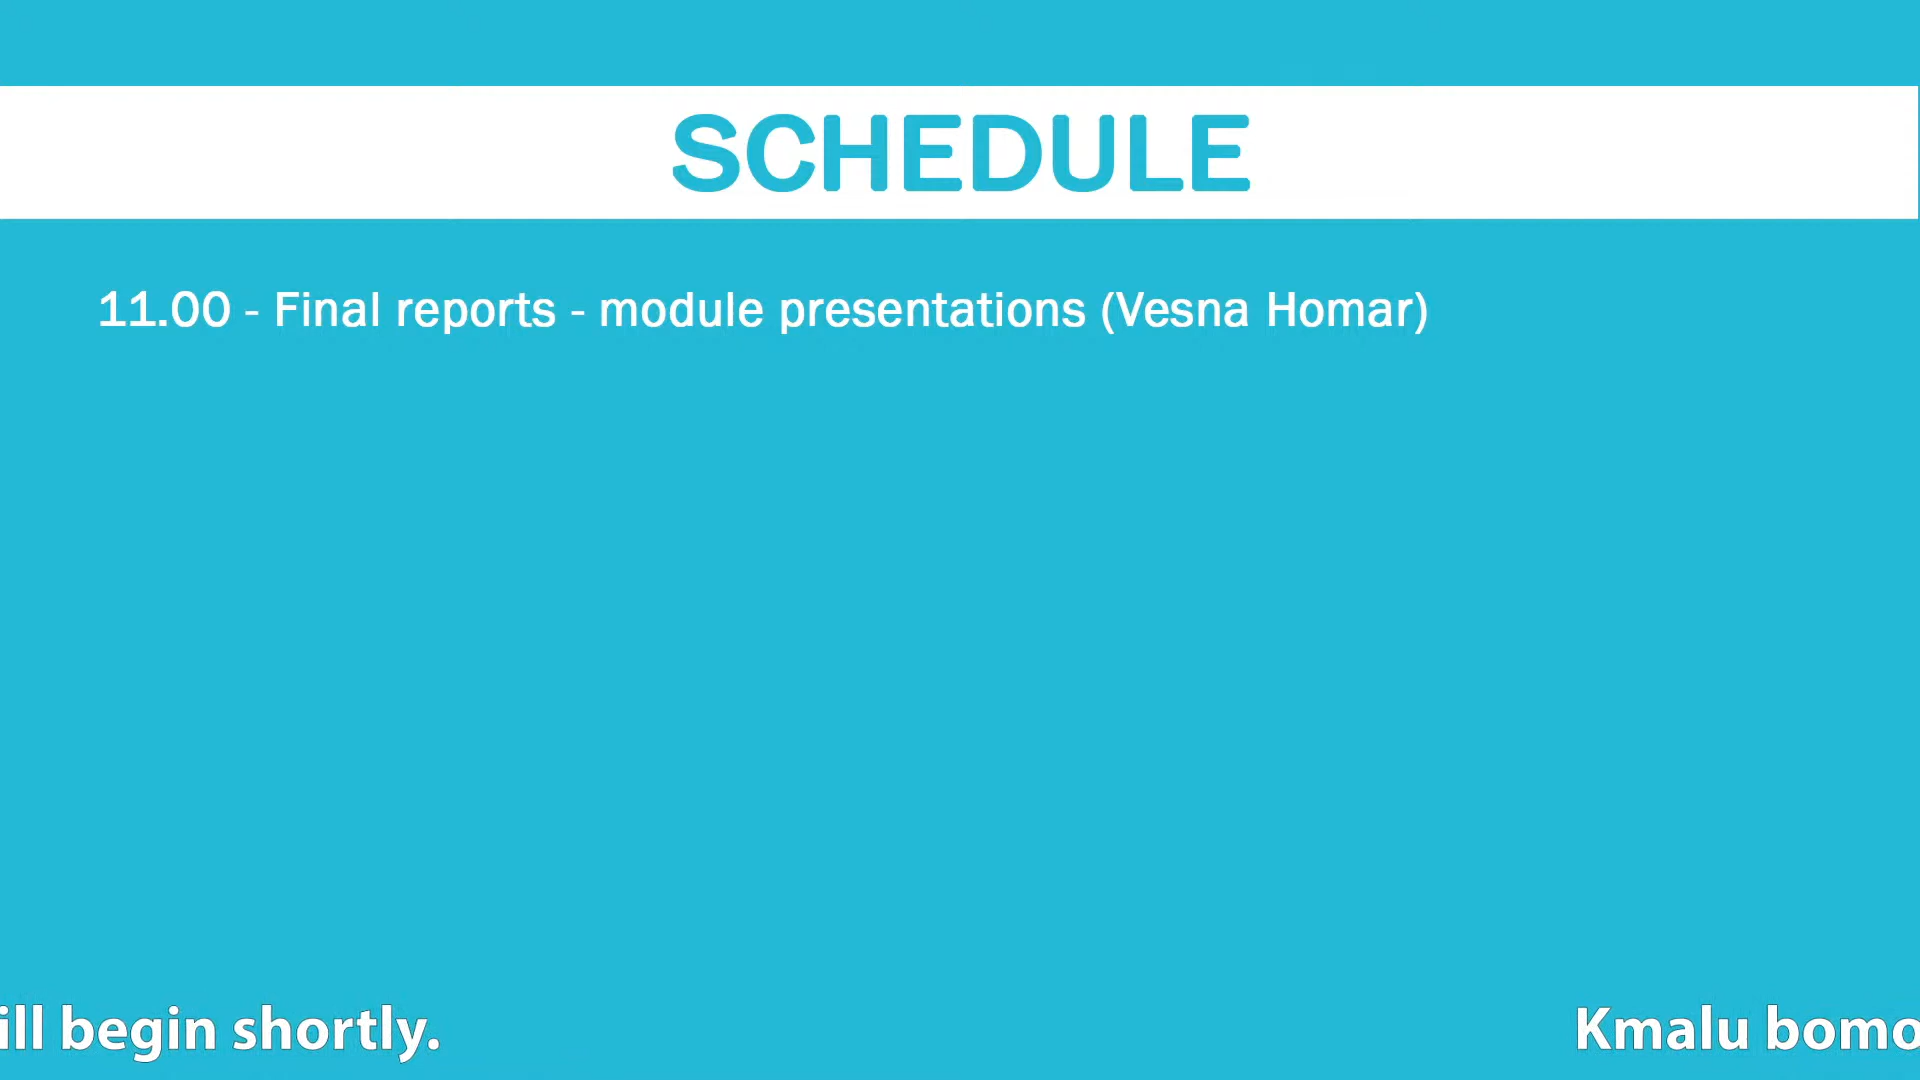 SCHEDULE
11.00 - Final reports - module presentations (Vesna Homar)
ill begin shortly. Kmalu bomo